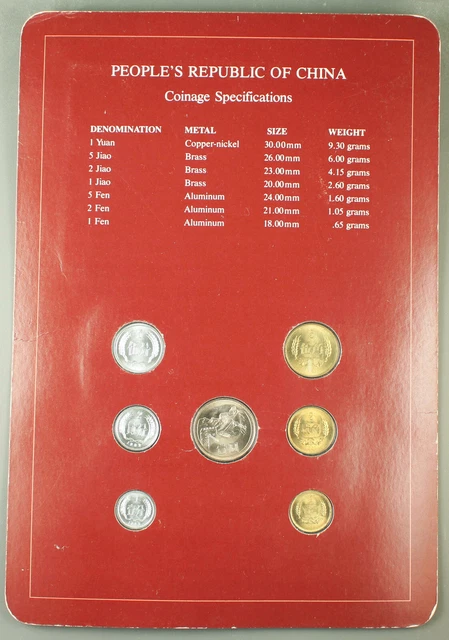 PEOPLE'S REPUBLIC OF CHINA
Coinage Specifications
DENOMINATION METAL SIZE WEIGHT
1 Yuan Copper-nickel 30.00mm 9.30 grams
5 Jiao Brass 26.00mm 6.00 grams
2 Jiao Brass 23.00mm 4.15 grams
1 Jiao Brass 20.00mm 2.60 grams
5 Fen Aluminum 24.00mm 1.60 grams
2 Fen Aluminum 21.00mm 1.05 grams
1 Fen Aluminum 18.00mm .65 grams